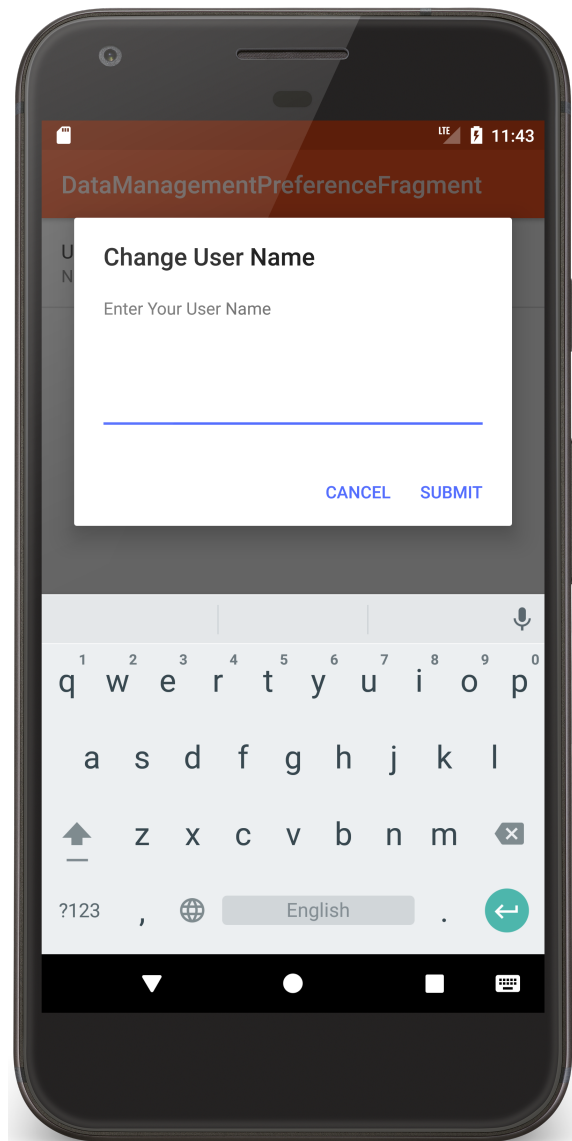 LTE 11:43
DataManagementPreferenceFragment
U
N
Change User Name
Enter Your User Name
CANCEL SUBMIT
1 2 3 4 5 6 7 8 9 0
q w e r t y u i o p
a s d f g h j k l
z x c v b n m
?123 , English .